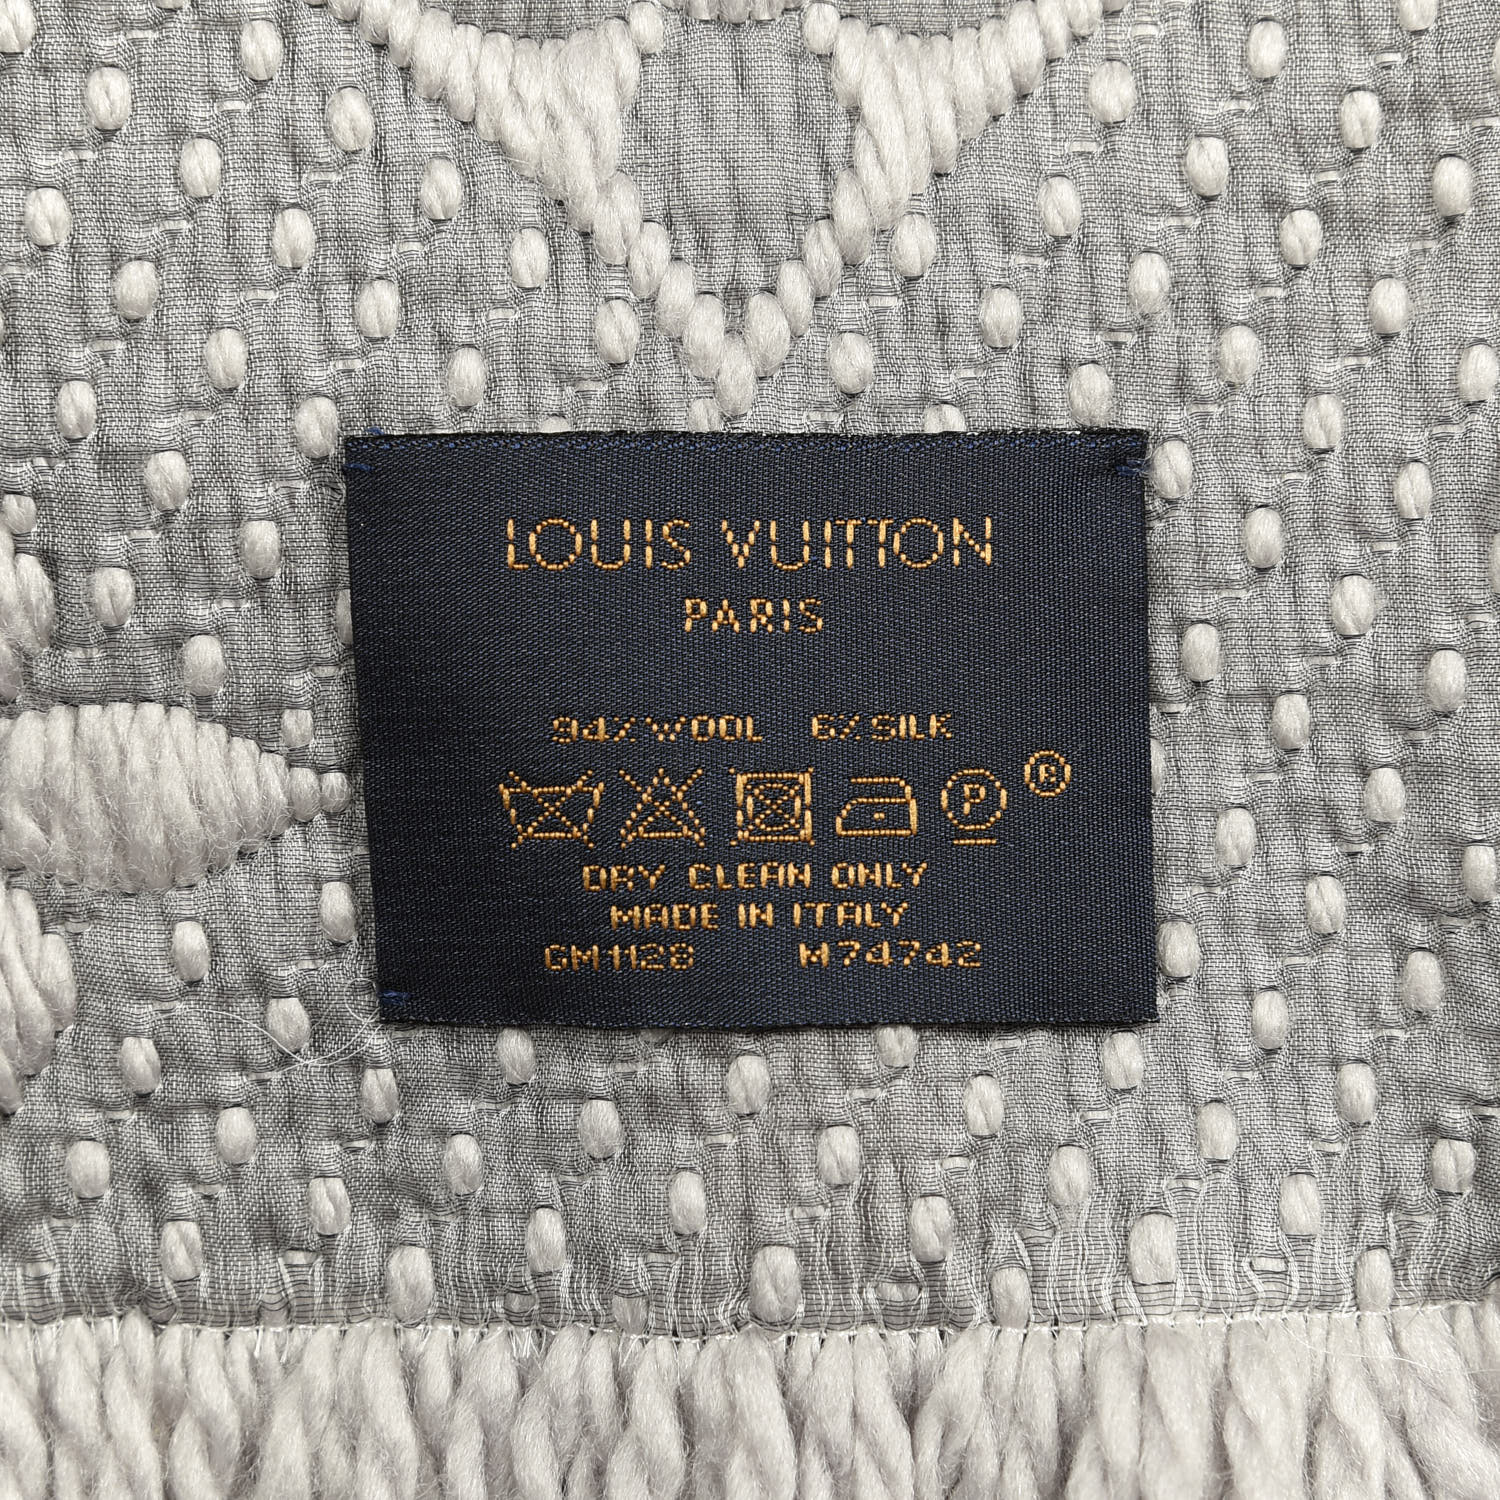 LOUIS VUITTON
PARIS
94% WOOL 6% SILK
P ®
DRY CLEAN ONLY
MADE IN ITALY
GM1128 M74742